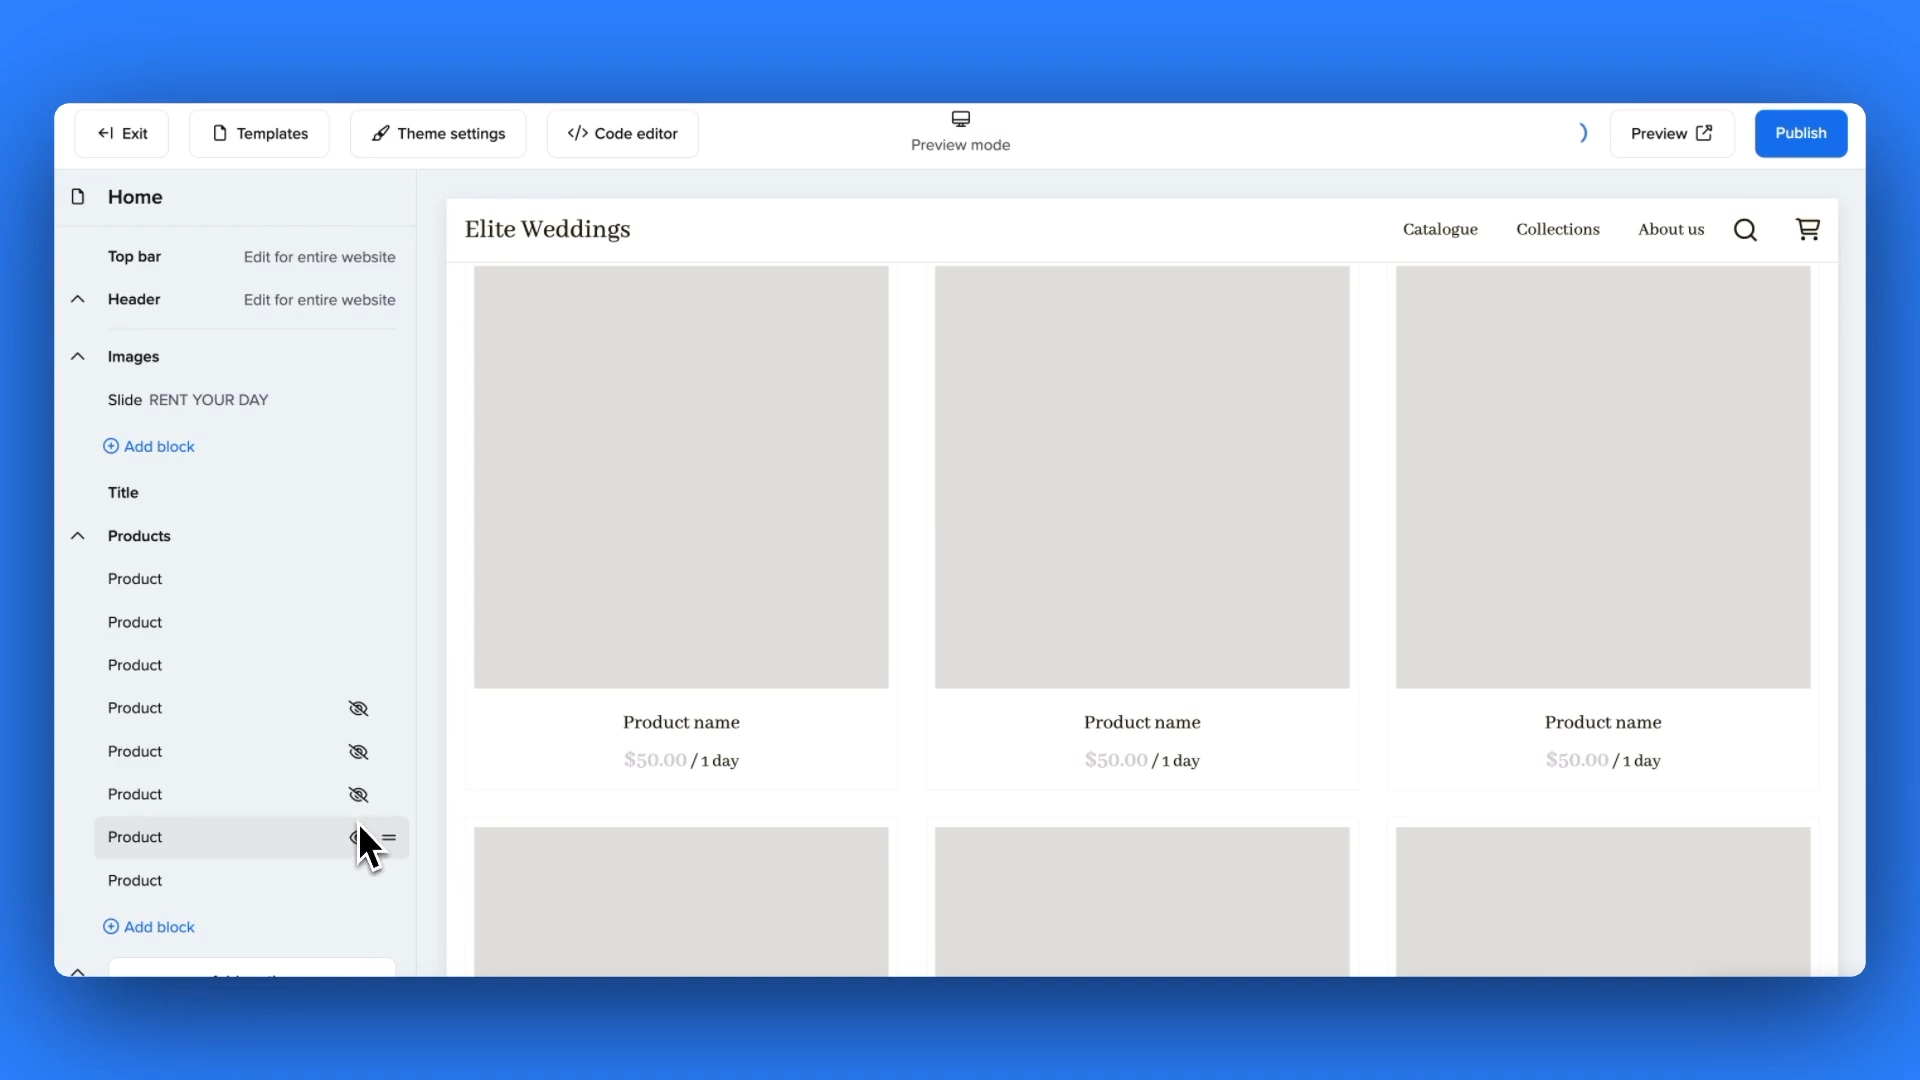 Exit
Templates
Theme settings
</> Code editor
Preview mode
Preview
Publish
Home
Top bar
Edit for entire website
Header
Edit for entire website
Images
Slide RENT YOUR DAY
Add block
Title
Products
Product
Product
Product
Product
Product
Product
Product
Product
Add block
Elite Weddings
Catalogue
Collections
About us
Product name
$50.00 / 1 day
Product name
$50.00 / 1 day
Product name
$50.00 / 1 day